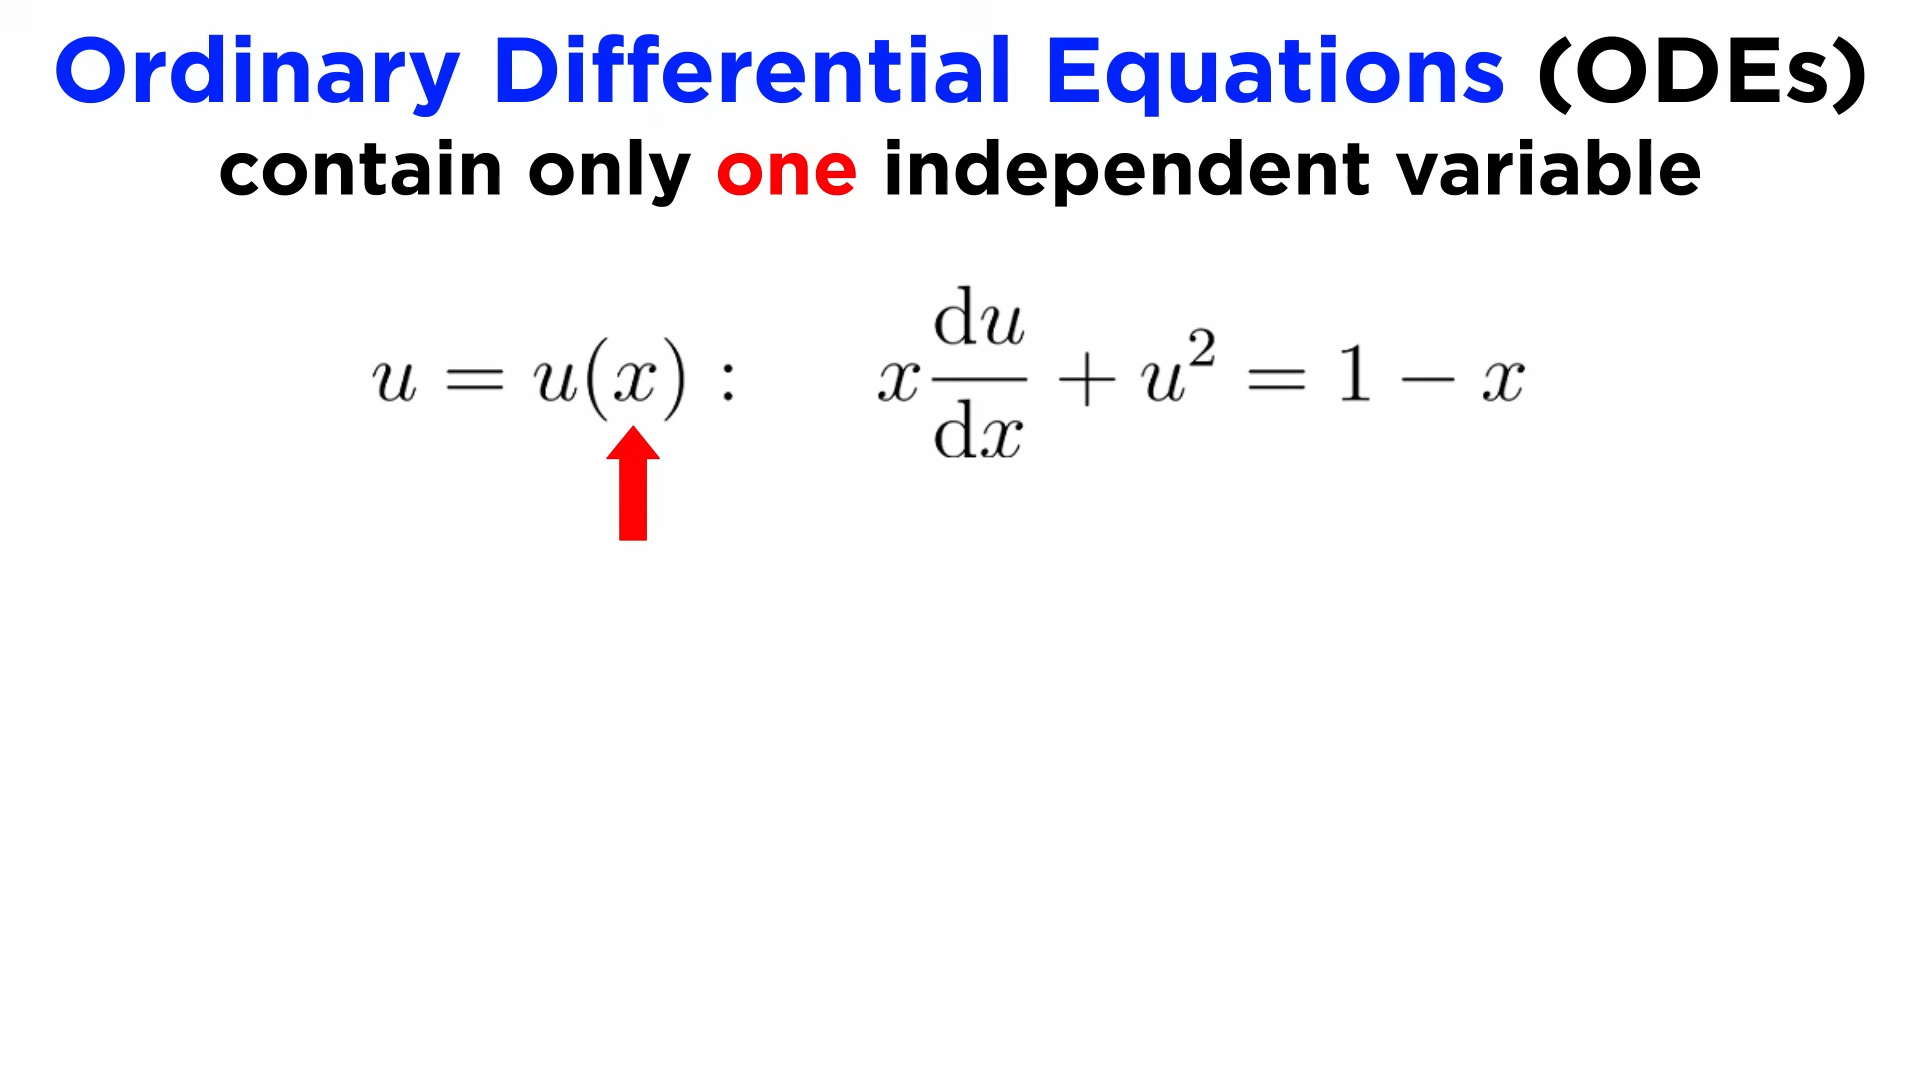 Ordinary Differential Equations (ODEs)
contain only one independent variable
u = u(x) :    x du/dx + u² = 1 − x